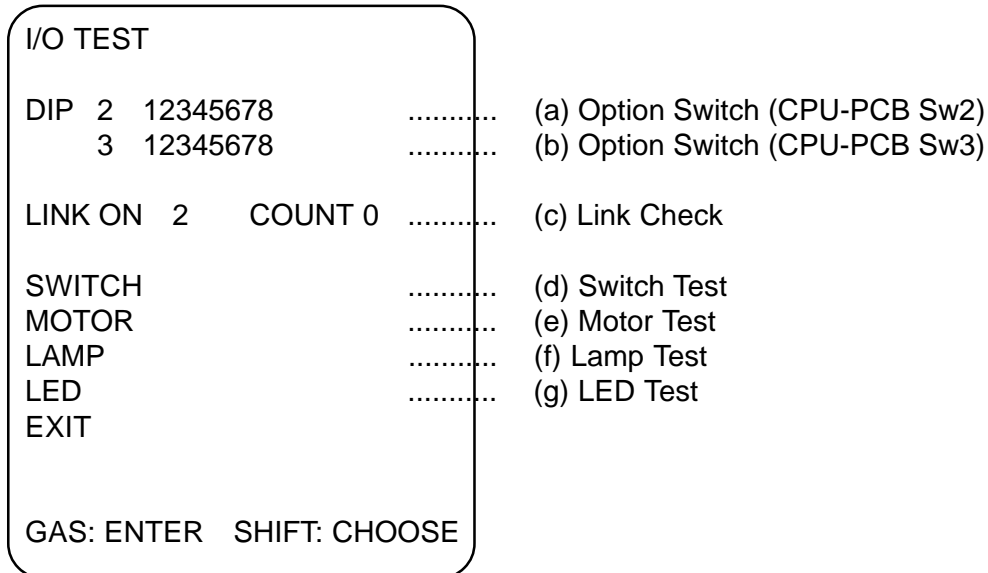 I/O TEST
DIP 2 12345678 ........... (a) Option Switch (CPU-PCB Sw2)
3 12345678 ........... (b) Option Switch (CPU-PCB Sw3)
LINK ON 2 COUNT 0 ........... (c) Link Check
SWITCH ........... (d) Switch Test
MOTOR ........... (e) Motor Test
LAMP ........... (f) Lamp Test
LED ........... (g) LED Test
EXIT
GAS: ENTER SHIFT: CHOOSE